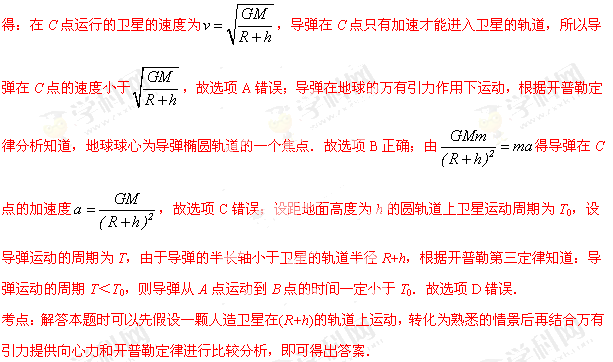 得：在 C 点运行的卫星的速度为 v=√(GM/(R+h))，导弹在 C 点只有加速才能进入卫星的轨道，所以导
弹在 C 点的速度小于√(GM/(R+h))，故选项 A 错误；导弹在地球的万有引力作用下运动，根据开普勒定
律分析知道，地球球心为导弹椭圆轨道的一个焦点．故选项 B 正确；由 GMm/(R+h)²=ma 得导弹在 C
点的加速度 a=GM/(R+h)²，故选项 C 错误；设距地面高度为 h 的圆轨道上卫星运动周期为 T₀，设
导弹运动的周期为 T，由于导弹的半长轴小于卫星的轨道半径 R+h，根据开普勒第三定律知道：导
弹运动的周期 T＜T₀，则导弹从 A 点运动到 B 点的时间一定小于 T₀．故选项 D 错误．
考点：解答本题时可以先假设一颗人造卫星在(R+h)的轨道上运动，转化为熟悉的情景后再结合万有
引力提供向心力和开普勒定律进行比较分析，即可得出答案．